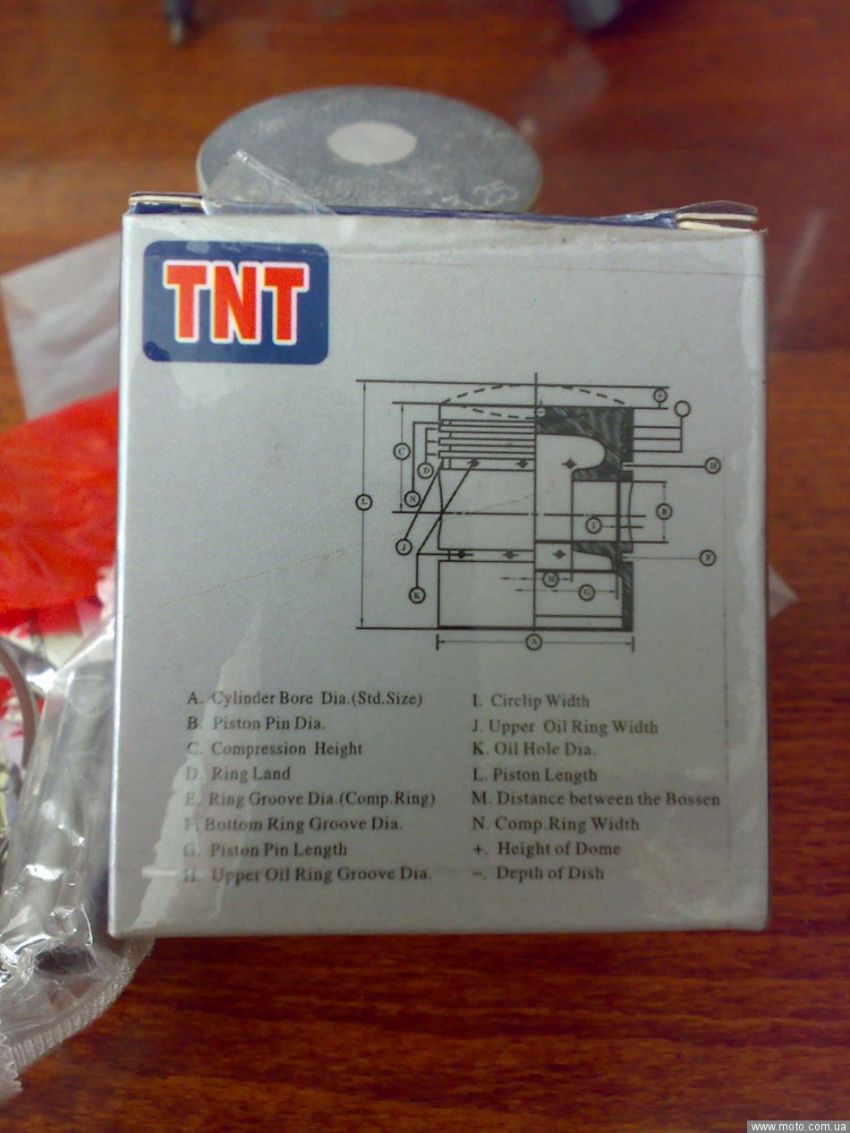 TNT
+
C
H
D
N
L
B
I
J
F
M
K
G
A
A. Cylinder Bore Dia.(Std.Size)
B. Piston Pin Dia.
C. Compression Height
D. Ring Land
E. Ring Groove Dia.(Comp.Ring)
F. Bottom Ring Groove Dia.
G. Piston Pin Length
H. Upper Oil Ring Groove Dia.
I. Circlip Width
J. Upper Oil Ring Width
K. Oil Hole Dia.
L. Piston Length
M. Distance between the Bossen
N. Comp.Ring Width
+. Height of Dome
−. Depth of Dish
www.moto.com.ua